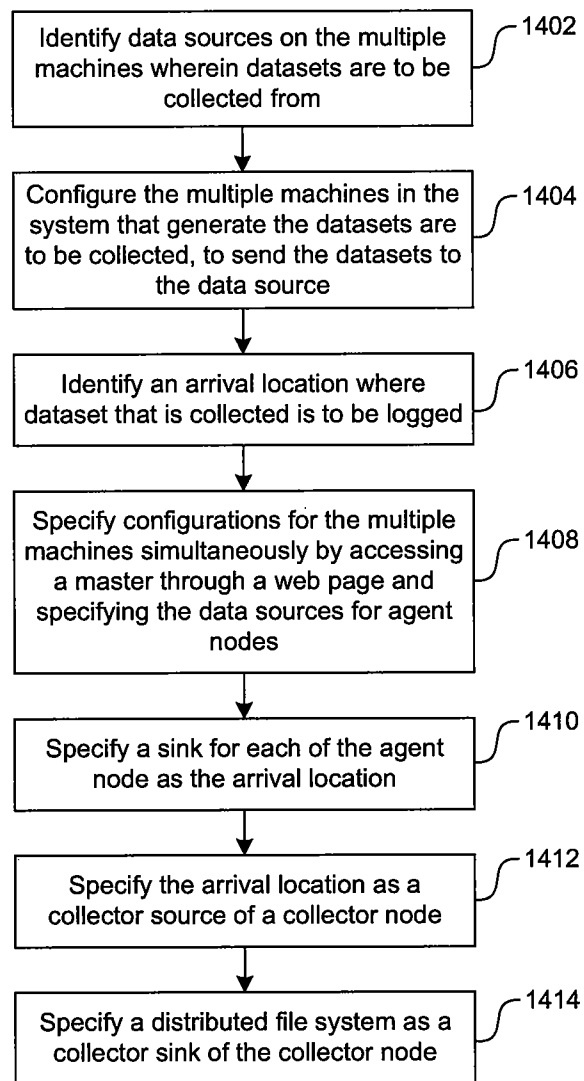 Identify data sources on the multiple
machines wherein datasets are to be
collected from
1402
Configure the multiple machines in the
system that generate the datasets are
to be collected, to send the datasets to
the data source
1404
Identify an arrival location where
dataset that is collected is to be logged
1406
Specify configurations for the multiple
machines simultaneously by accessing
a master through a web page and
specifying the data sources for agent
nodes
1408
Specify a sink for each of the agent
node as the arrival location
1410
Specify the arrival location as a
collector source of a collector node
1412
Specify a distributed file system as a
collector sink of the collector node
1414